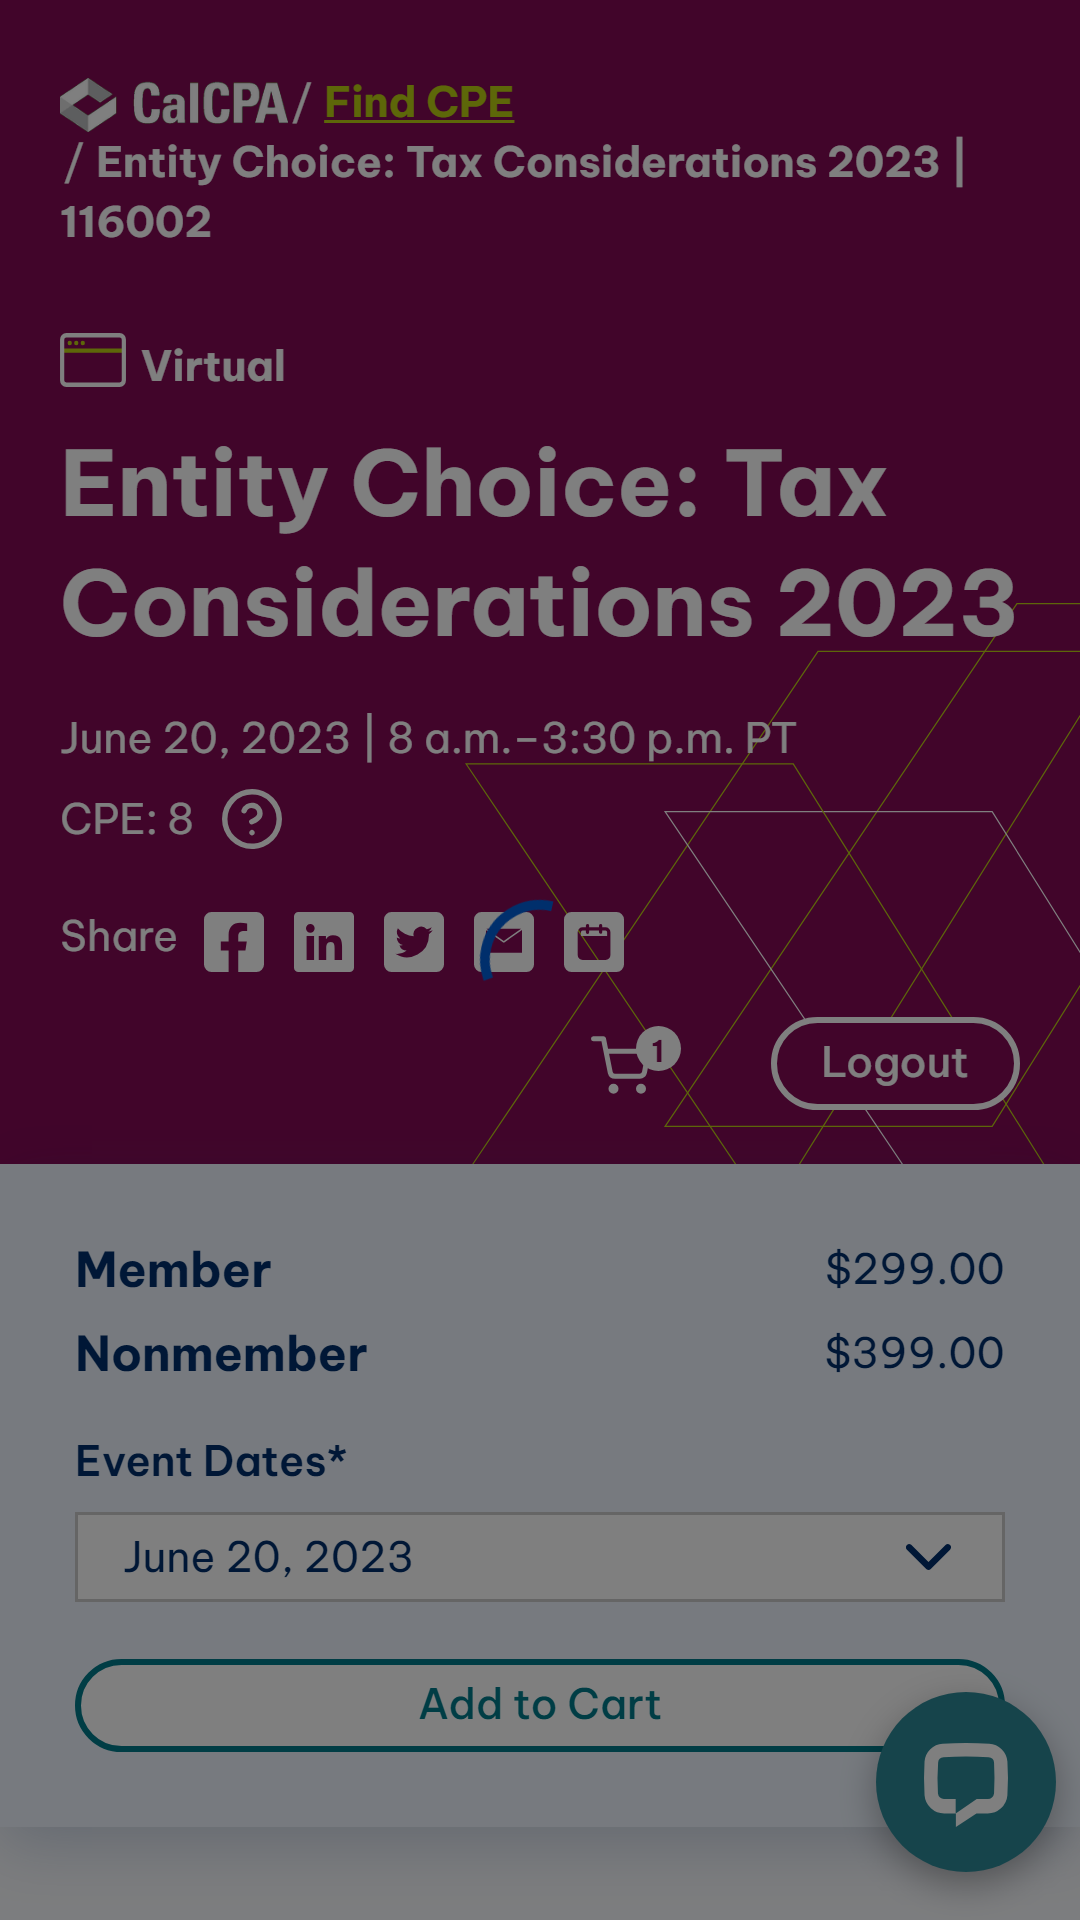 CalCPA / Find CPE
/ Entity Choice: Tax Considerations 2023 |
116002
Virtual
Entity Choice: Tax
Considerations 2023
June 20, 2023 | 8 a.m.–3:30 p.m. PT
CPE: 8 ?
Share
1
Logout
Member $299.00
Nonmember $399.00
Event Dates*
June 20, 2023
Add to Cart